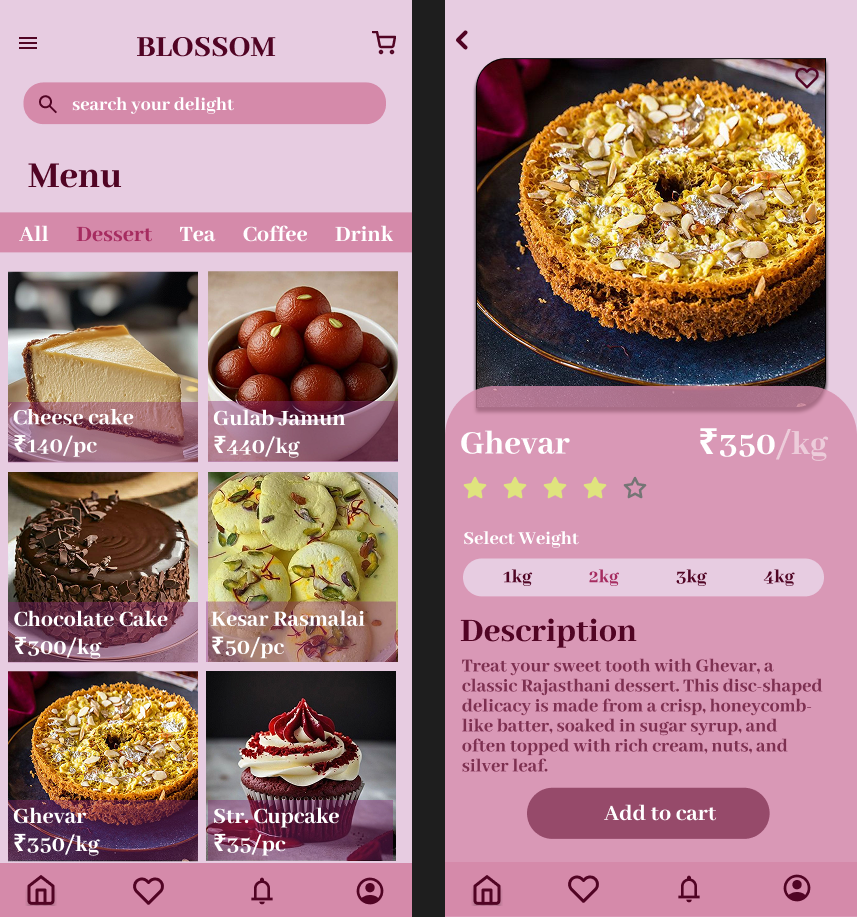 BLOSSOM
search your delight
Menu
All Dessert Tea Coffee Drink
Cheese cake
₹140/pc
Gulab Jamun
₹440/kg
Chocolate Cake
₹300/kg
Kesar Rasmalai
₹50/pc
Ghevar
₹350/kg
Str. Cupcake
₹35/pc
Ghevar ₹350/kg
Select Weight
1kg 2kg 3kg 4kg
Description
Treat your sweet tooth with Ghevar, a
classic Rajasthani dessert. This disc-shaped
delicacy is made from a crisp, honeycomb-
like batter, soaked in sugar syrup, and
often topped with rich cream, nuts, and
silver leaf.
Add to cart